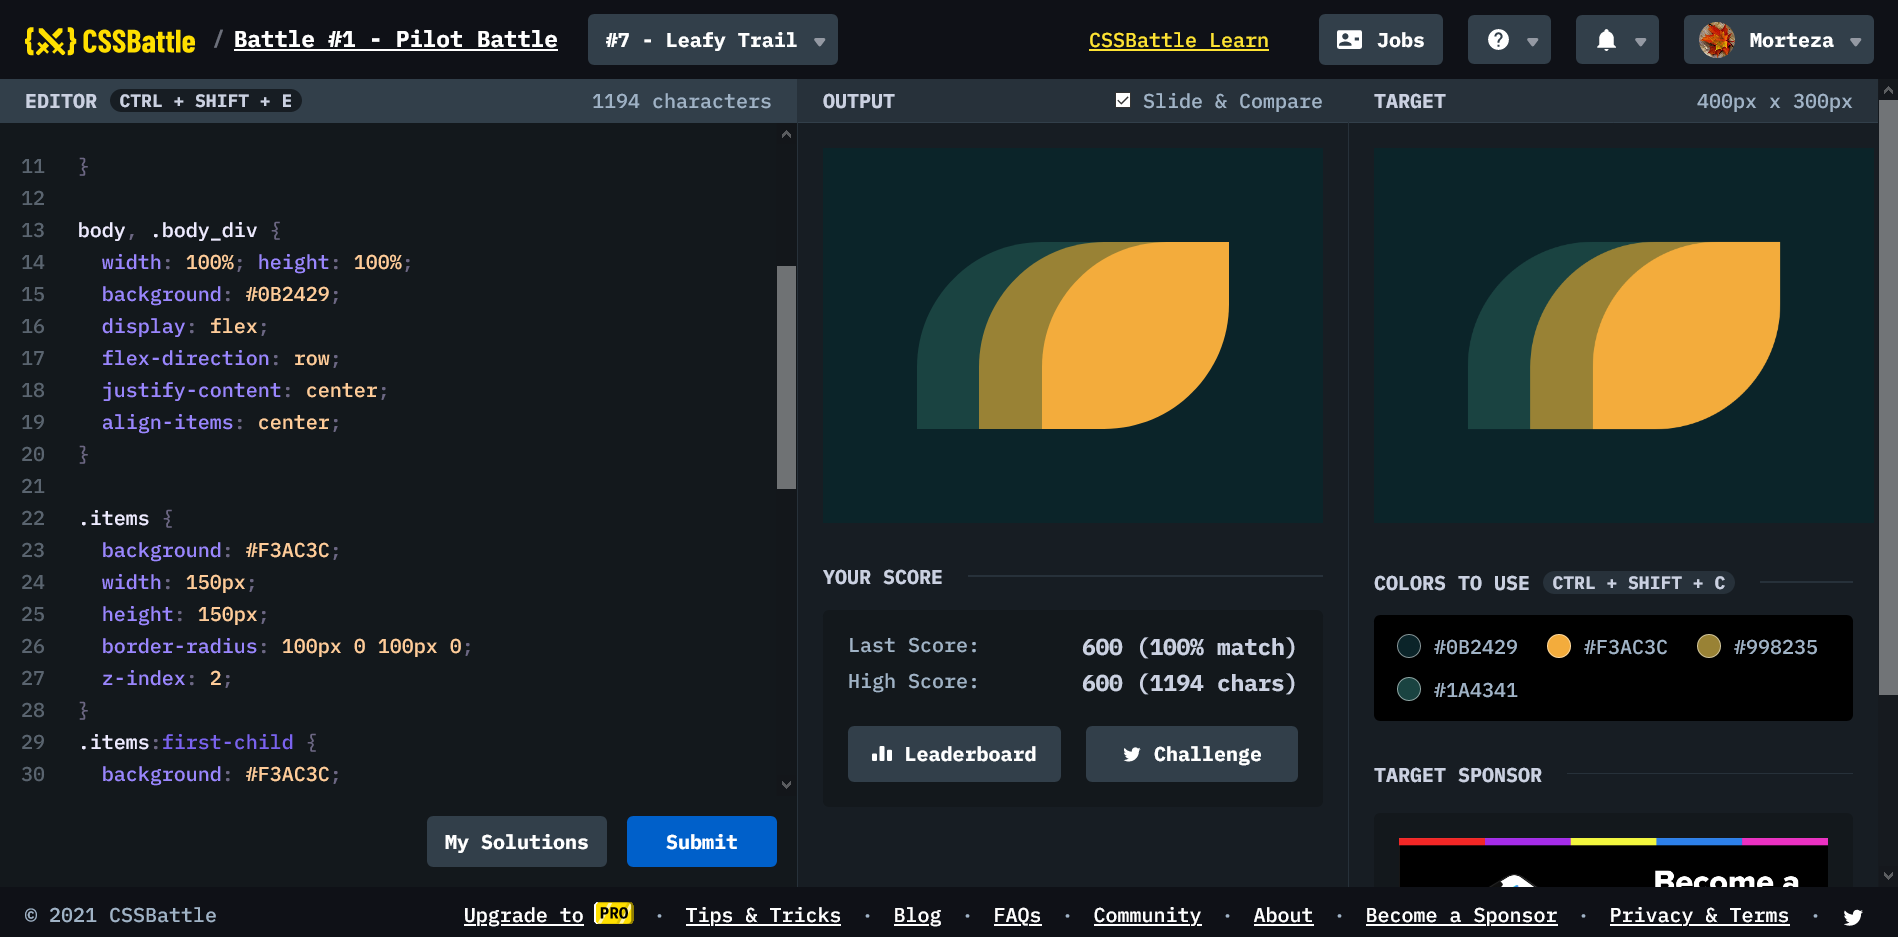 CSSBattle / Battle #1 - Pilot Battle #7 - Leafy Trail CSSBattle Learn Jobs Morteza
EDITOR CTRL + SHIFT + E 1194 characters
11 }
12
13 body, .body_div {
14 width: 100%; height: 100%;
15 background: #0B2429;
16 display: flex;
17 flex-direction: row;
18 justify-content: center;
19 align-items: center;
20 }
21
22 .items {
23 background: #F3AC3C;
24 width: 150px;
25 height: 150px;
26 border-radius: 100px 0 100px 0;
27 z-index: 2;
28 }
29 .items:first-child {
30 background: #F3AC3C;
My Solutions Submit
OUTPUT Slide & Compare
YOUR SCORE
Last Score: 600 (100% match)
High Score: 600 (1194 chars)
Leaderboard Challenge
TARGET 400px x 300px
COLORS TO USE CTRL + SHIFT + C
#0B2429 #F3AC3C #998235
#1A4341
TARGET SPONSOR
Become a
© 2021 CSSBattle Upgrade to PRO · Tips & Tricks · Blog · FAQs · Community · About · Become a Sponsor · Privacy & Terms ·